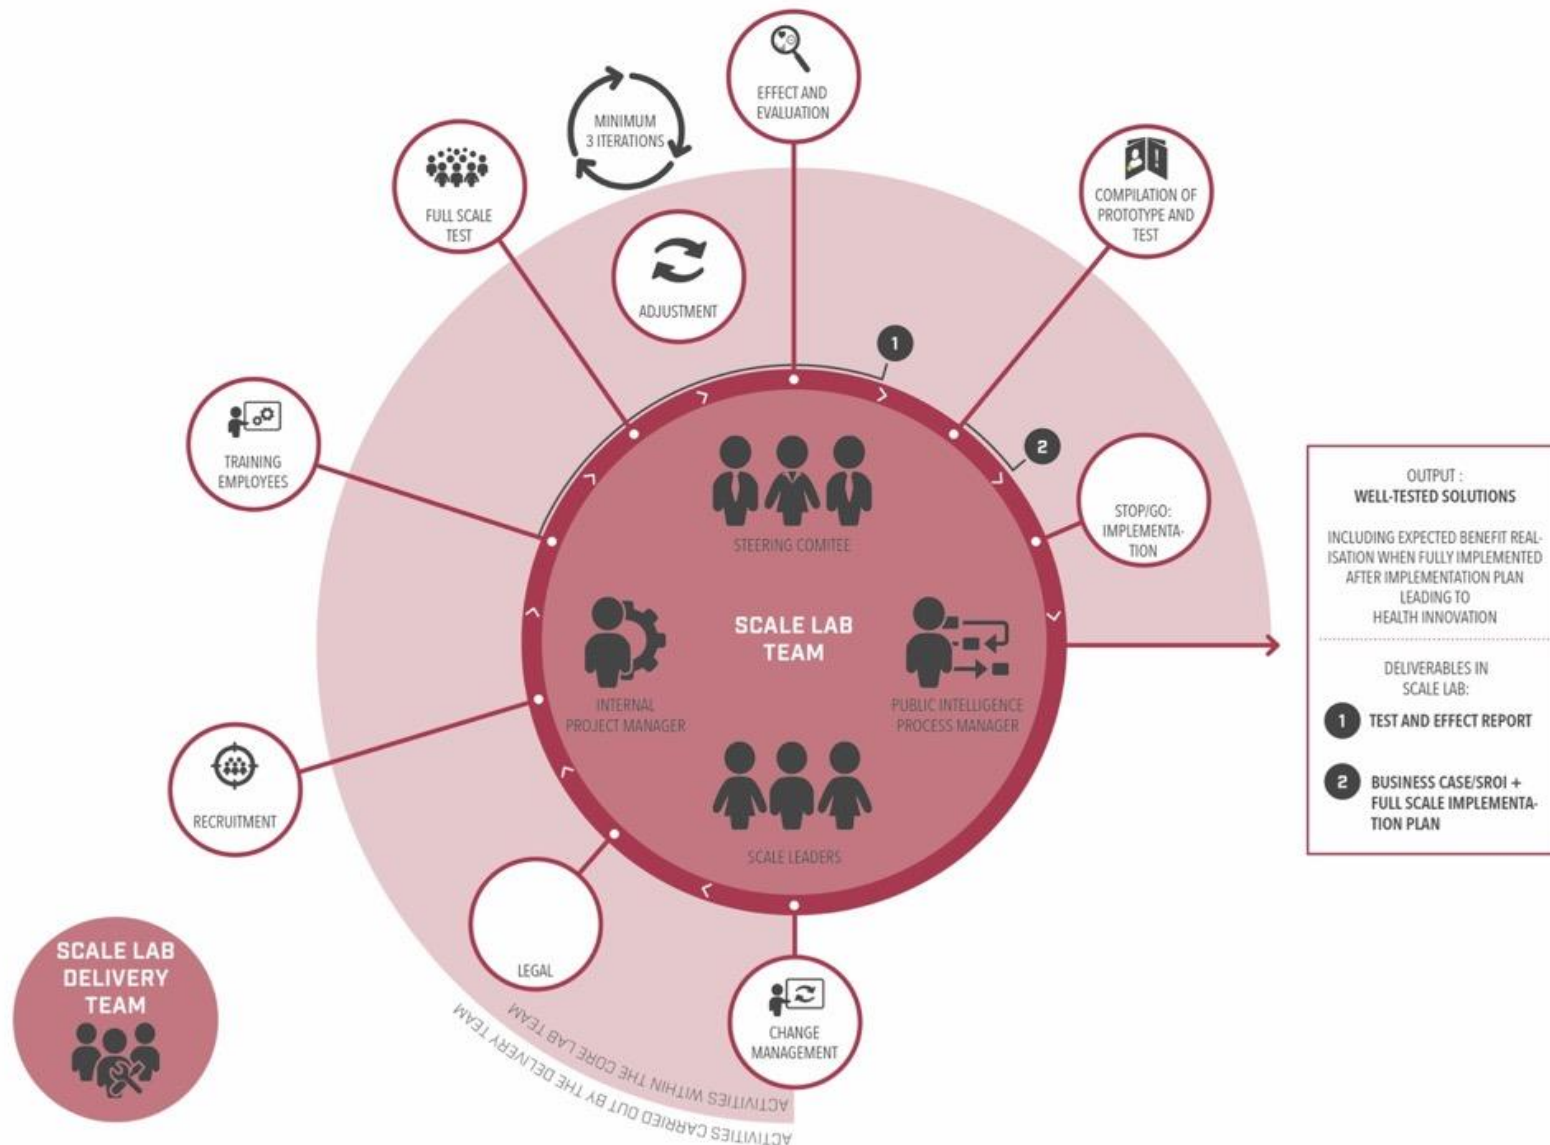 EFFECT AND
EVALUATION
MINIMUM
3 ITERATIONS
FULL SCALE
TEST
COMPILATION OF
PROTOTYPE AND
TEST
ADJUSTMENT
1
2
TRAINING
EMPLOYEES
STOP/GO:
IMPLEMENTA-
TION
STEERING COMITEE
SCALE LAB
TEAM
INTERNAL
PROJECT MANAGER
PUBLIC INTELLIGENCE
PROCESS MANAGER
SCALE LEADERS
RECRUITMENT
LEGAL
CHANGE
MANAGEMENT
ACTIVITIES WITHIN THE CORE LAB TEAM
ACTIVITIES CARRIED OUT BY THE DELIVERY TEAM
SCALE LAB
DELIVERY
TEAM
OUTPUT :
WELL-TESTED SOLUTIONS
INCLUDING EXPECTED BENEFIT REAL-
ISATION WHEN FULLY IMPLEMENTED
AFTER IMPLEMENTATION PLAN
LEADING TO
HEALTH INNOVATION
DELIVERABLES IN
SCALE LAB:
1 TEST AND EFFECT REPORT
2 BUSINESS CASE/SROI +
FULL SCALE IMPLEMENTA-
TION PLAN